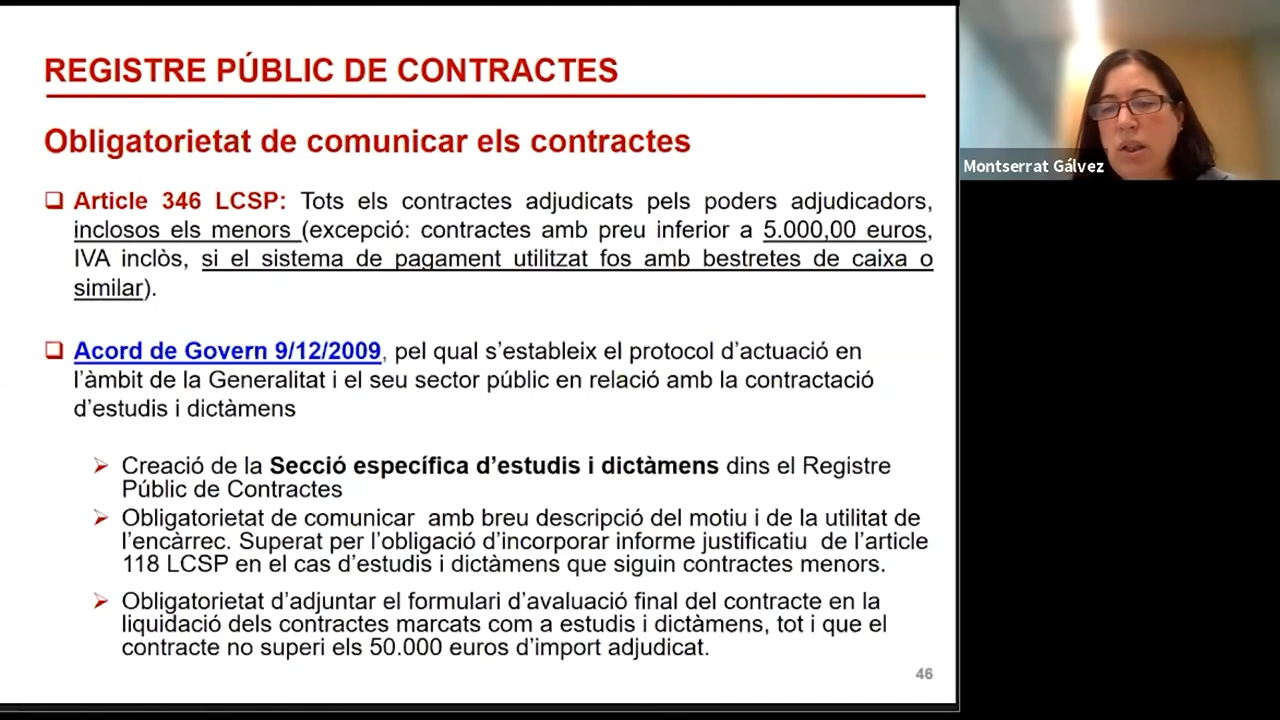 REGISTRE PÚBLIC DE CONTRACTES
Obligatorietat de comunicar els contractes
Article 346 LCSP: Tots els contractes adjudicats pels poders adjudicadors,
inclosos els menors (excepció: contractes amb preu inferior a 5.000,00 euros,
IVA inclòs, si el sistema de pagament utilitzat fos amb bestretes de caixa o
similar).
Acord de Govern 9/12/2009, pel qual s'estableix el protocol d'actuació en
l'àmbit de la Generalitat i el seu sector públic en relació amb la contractació
d'estudis i dictàmens
Creació de la Secció específica d'estudis i dictàmens dins el Registre
Públic de Contractes
Obligatorietat de comunicar amb breu descripció del motiu i de la utilitat de
l'encàrrec. Superat per l'obligació d'incorporar informe justificatiu de l'article
118 LCSP en el cas d'estudis i dictàmens que siguin contractes menors.
Obligatorietat d'adjuntar el formulari d'avaluació final del contracte en la
liquidació dels contractes marcats com a estudis i dictàmens, tot i que el
contracte no superi els 50.000 euros d'import adjudicat.
46
Montserrat Gálvez